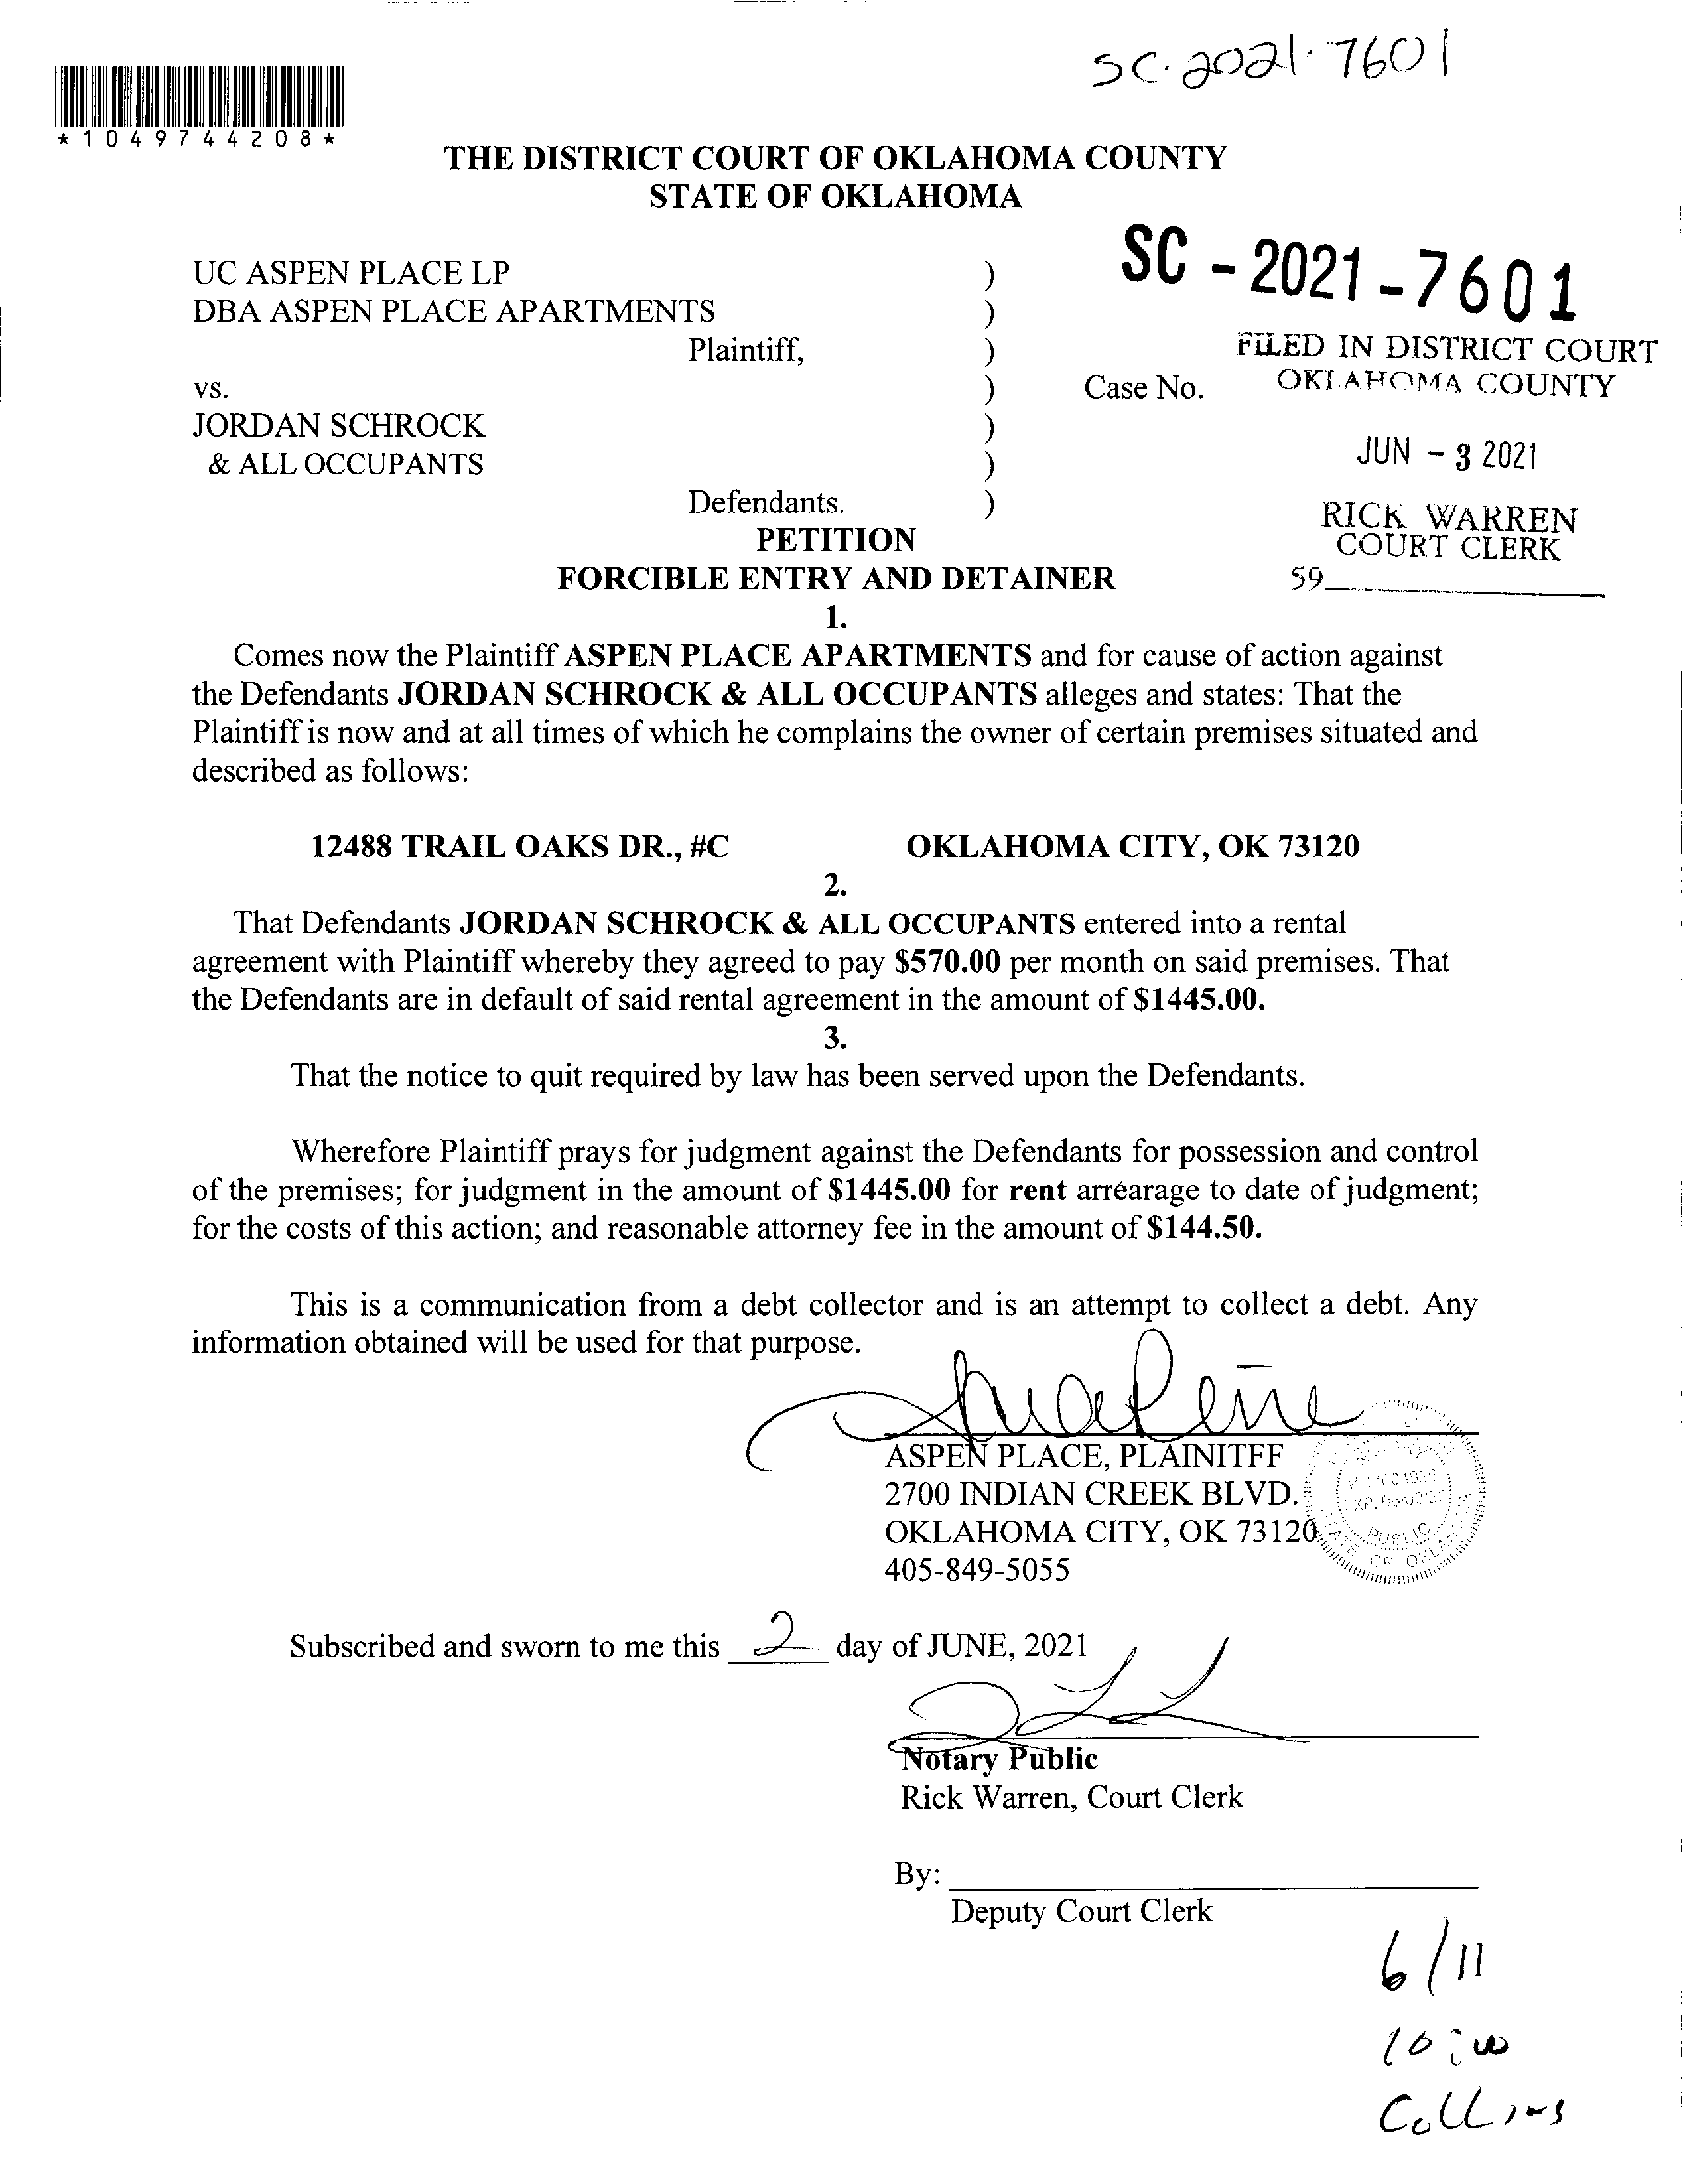 SC-2021-7601
*1049744208*
THE DISTRICT COURT OF OKLAHOMA COUNTY
STATE OF OKLAHOMA
SC - 2021 - 7601
UC ASPEN PLACE LP )
DBA ASPEN PLACE APARTMENTS )
Plaintiff, )
FILED IN DISTRICT COURT
OKLAHOMA COUNTY
vs. ) Case No.
JORDAN SCHROCK )
& ALL OCCUPANTS )
JUN - 3 2021
Defendants. )
RICK WARREN
COURT CLERK
59
PETITION
FORCIBLE ENTRY AND DETAINER
1.
Comes now the Plaintiff ASPEN PLACE APARTMENTS and for cause of action against
the Defendants JORDAN SCHROCK & ALL OCCUPANTS alleges and states: That the
Plaintiff is now and at all times of which he complains the owner of certain premises situated and
described as follows:
12488 TRAIL OAKS DR., #C OKLAHOMA CITY, OK 73120
2.
That Defendants JORDAN SCHROCK & ALL OCCUPANTS entered into a rental
agreement with Plaintiff whereby they agreed to pay $570.00 per month on said premises. That
the Defendants are in default of said rental agreement in the amount of $1445.00.
3.
That the notice to quit required by law has been served upon the Defendants.
Wherefore Plaintiff prays for judgment against the Defendants for possession and control
of the premises; for judgment in the amount of $1445.00 for rent arrearage to date of judgment;
for the costs of this action; and reasonable attorney fee in the amount of $144.50.
This is a communication from a debt collector and is an attempt to collect a debt. Any
information obtained will be used for that purpose.
ASPEN PLACE, PLAINITFF
2700 INDIAN CREEK BLVD.
OKLAHOMA CITY, OK 73120
405-849-5055
PUBLIC
Subscribed and sworn to me this 2 day of JUNE, 2021
Notary Public
Rick Warren, Court Clerk
By:
Deputy Court Clerk
6/11
10:00
Collins